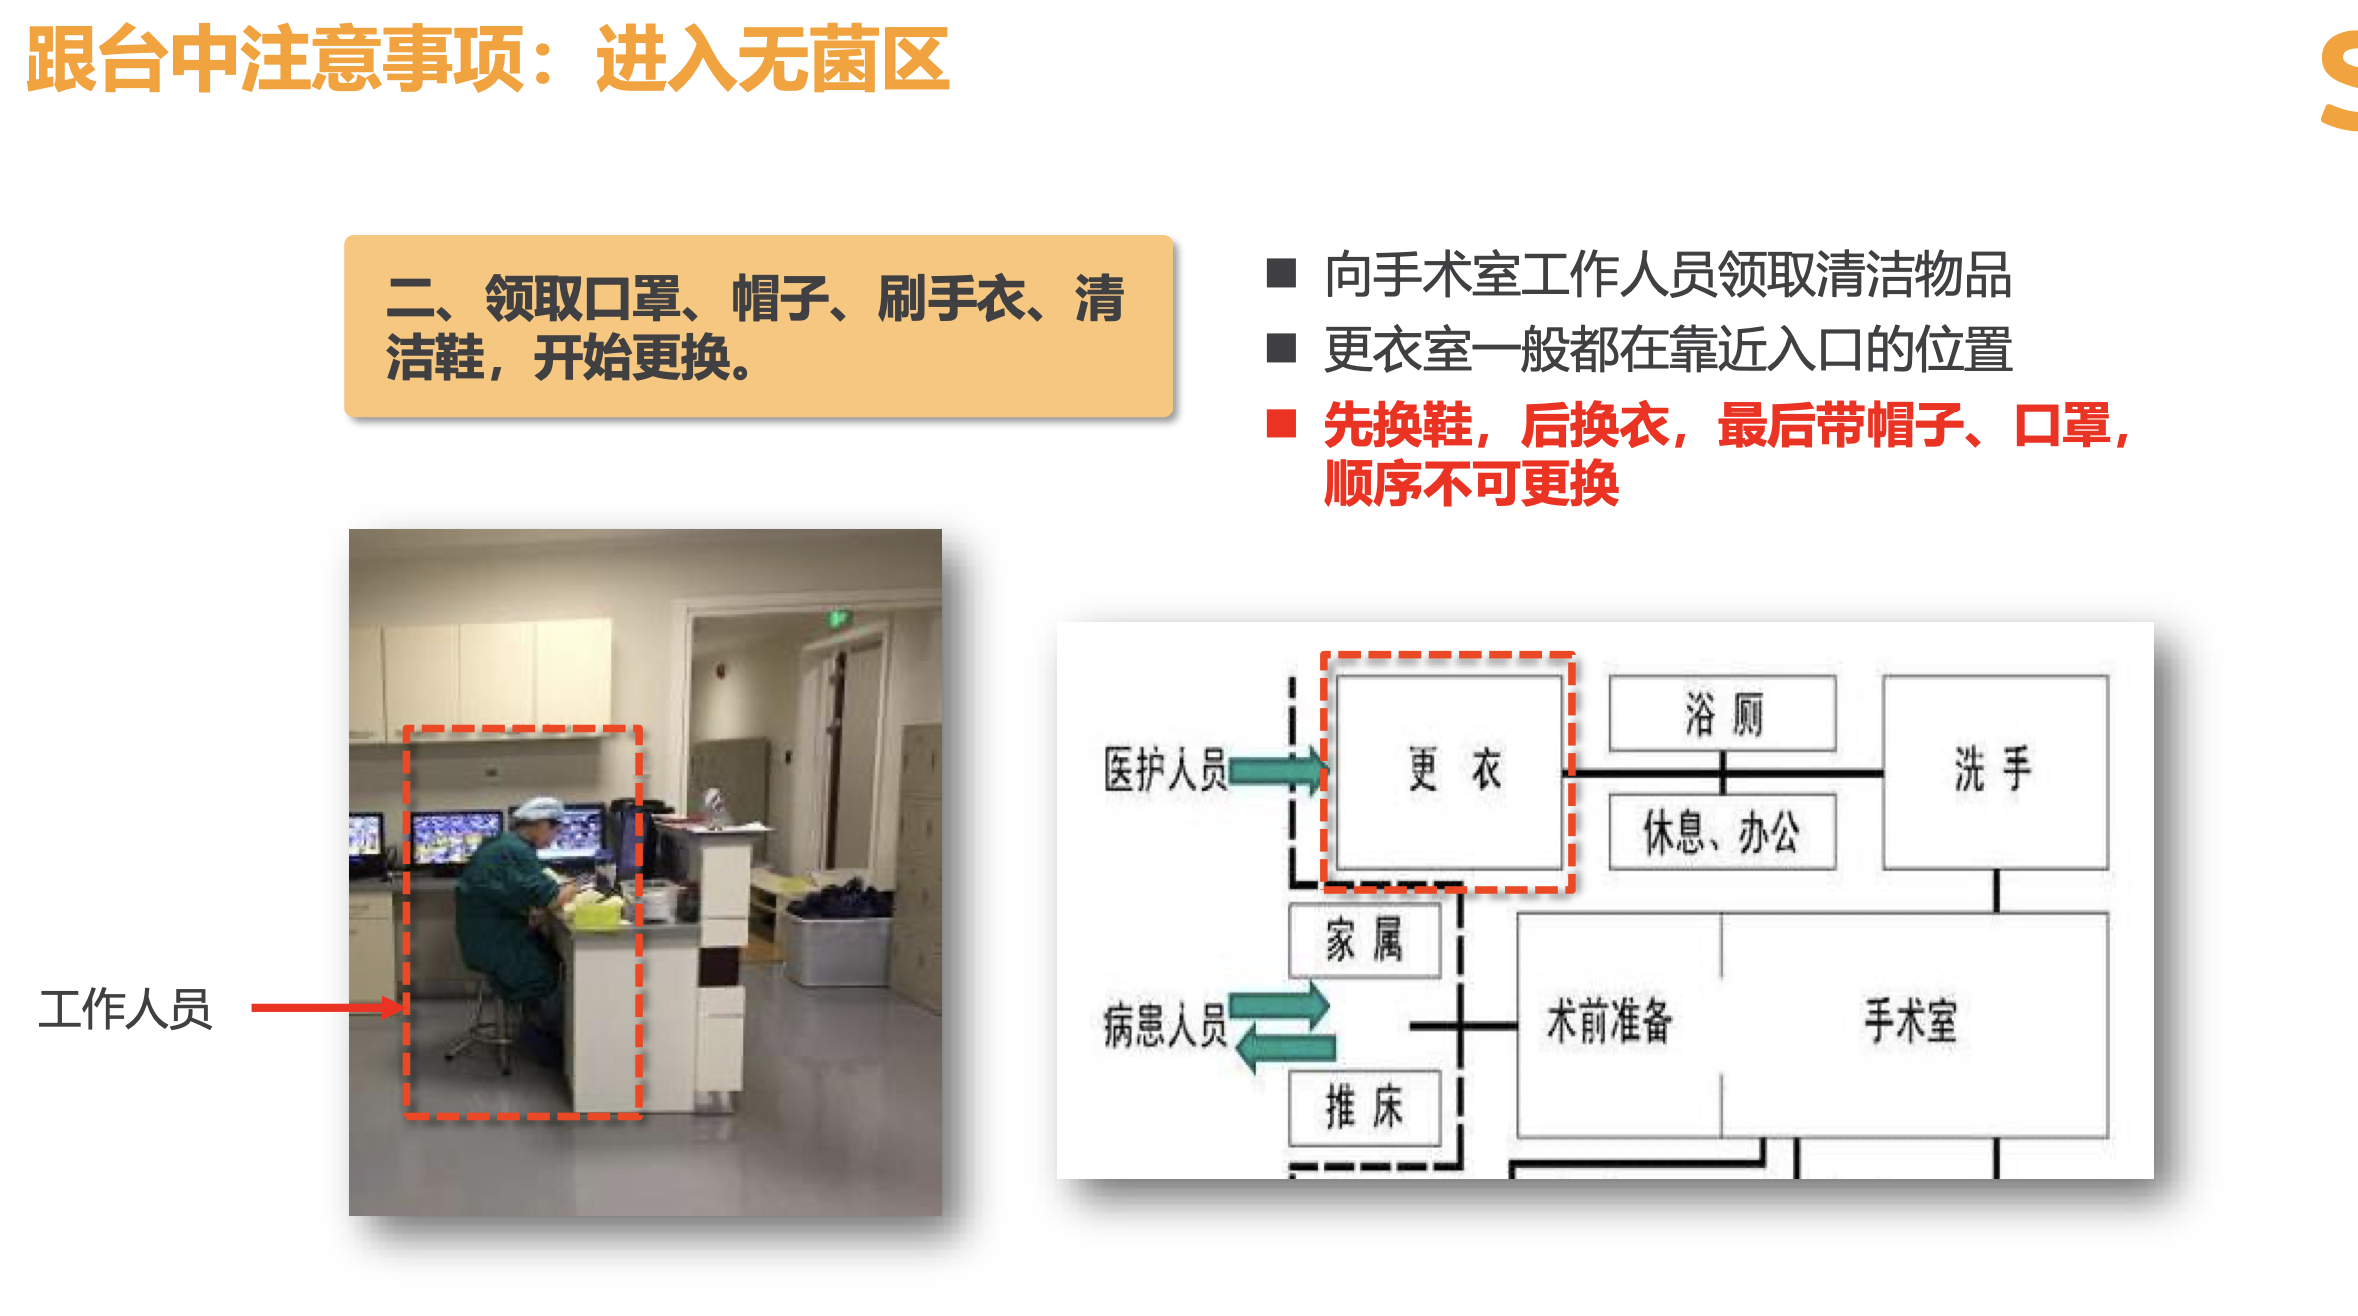 跟台中注意事项：进入无菌区
S
二、领取口罩、帽子、刷手衣、清
洁鞋，开始更换。
■ 向手术室工作人员领取清洁物品
■ 更衣室一般都在靠近入口的位置
■ 先换鞋，后换衣，最后带帽子、口罩，
顺序不可更换
工作人员
医护人员
更 衣
浴 厕
休息、办公
洗 手
家 属
病患人员
推 床
术前准备
手术室